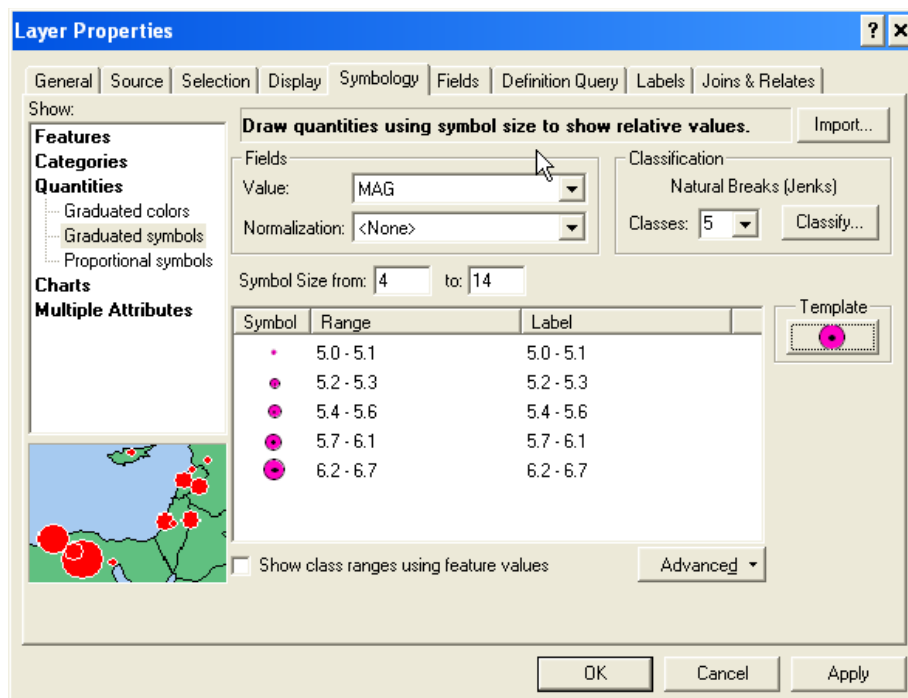 Layer Properties
? X
General Source Selection Display Symbology Fields Definition Query Labels Joins & Relates
Show:
Features
Categories
Quantities
Graduated colors
Graduated symbols
Proportional symbols
Charts
Multiple Attributes
Draw quantities using symbol size to show relative values.
Import...
Fields
Value: MAG
Normalization: <None>
Classification
Natural Breaks (Jenks)
Classes: 5 Classify...
Symbol Size from: 4 to: 14
Symbol Range Label
5.0 - 5.1 5.0 - 5.1
5.2 - 5.3 5.2 - 5.3
5.4 - 5.6 5.4 - 5.6
5.7 - 6.1 5.7 - 6.1
6.2 - 6.7 6.2 - 6.7
Template
Show class ranges using feature values
Advanced
OK Cancel Apply